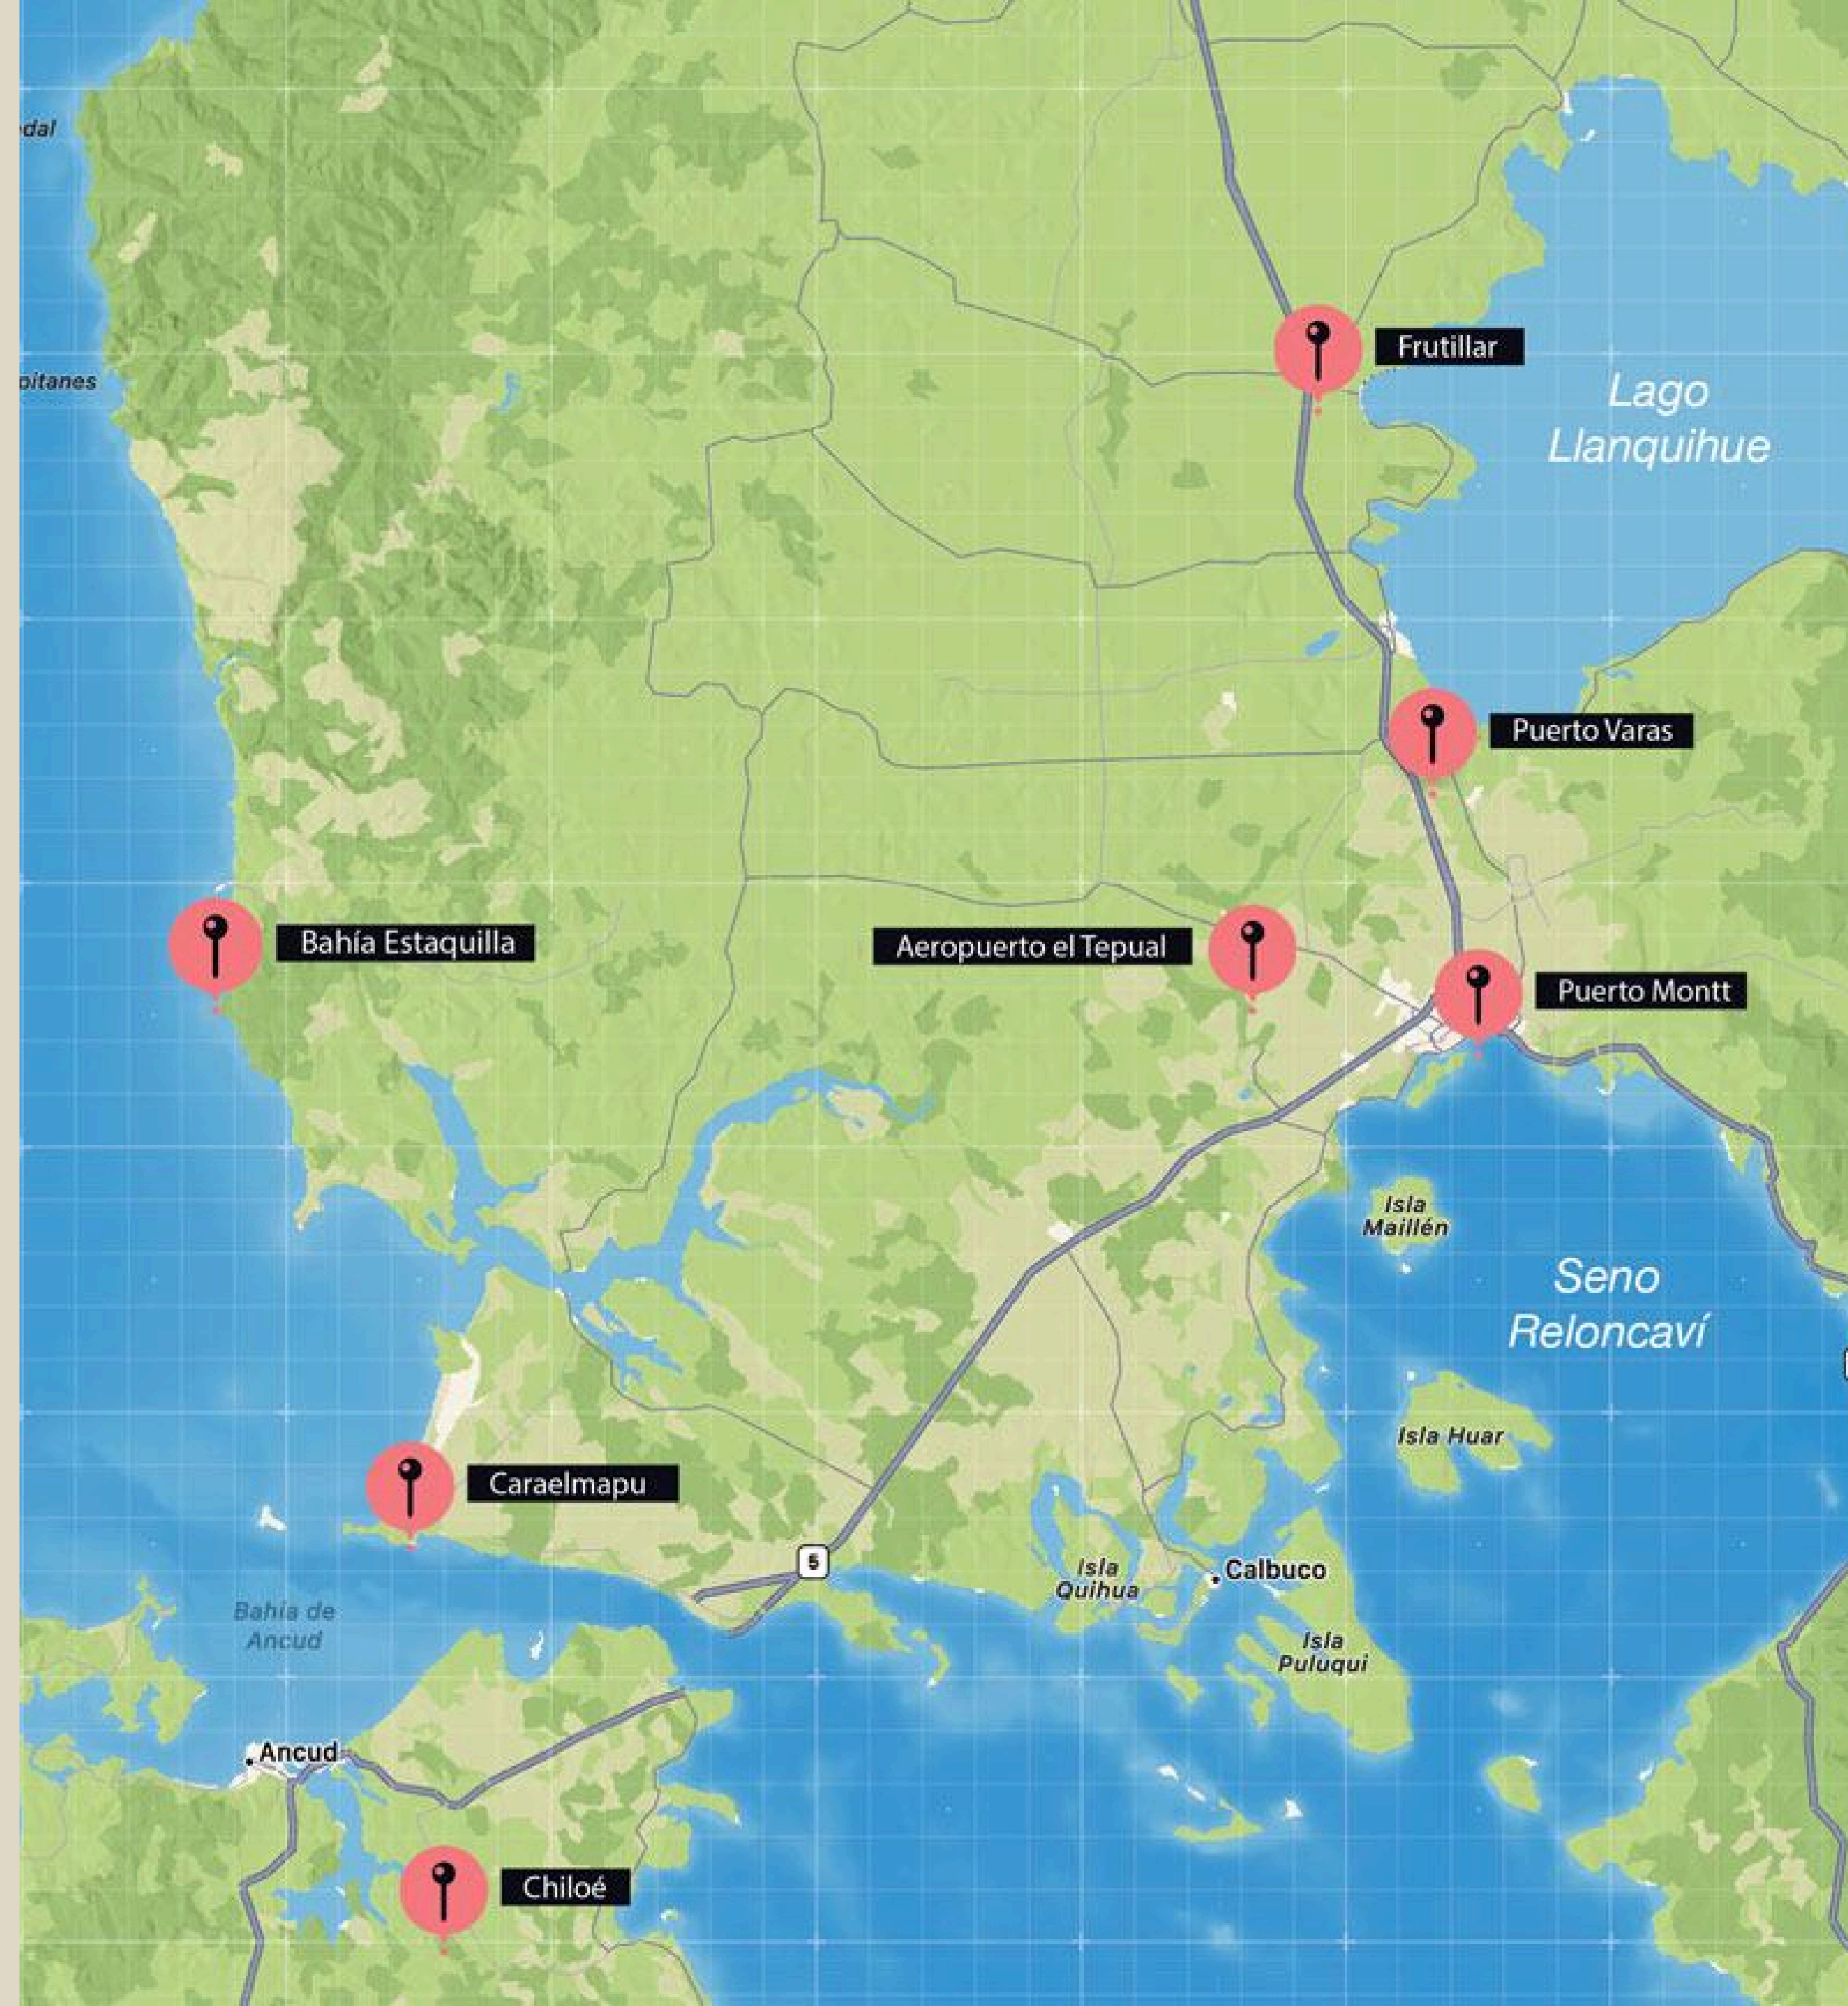 dal
Frutillar
pitanes
Lago
Llanquihue
Puerto Varas
Bahía Estaquilla
Aeropuerto el Tepual
Puerto Montt
Isla
Maillén
Seno
Reloncaví
Isla Huar
Caraelmapu
5
Isla
Quihua
Calbuco
Bahía de
Ancud
Isla
Puluqui
Ancud
Chiloé